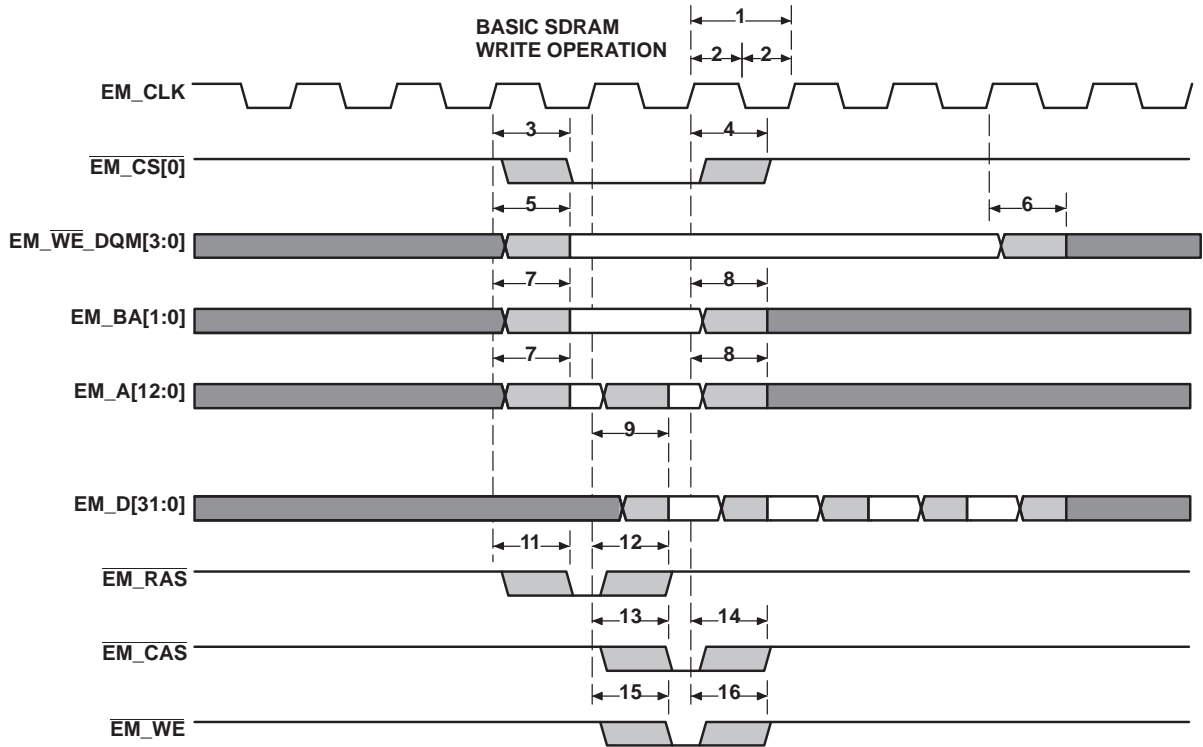 BASIC SDRAM
WRITE OPERATION
1
2 2
EM_CLK
3 4
EM_CS[0]
5 6
EM_WE_DQM[3:0]
7 8
EM_BA[1:0]
7 8
EM_A[12:0]
9
EM_D[31:0]
11 12
EM_RAS
13 14
EM_CAS
15 16
EM_WE